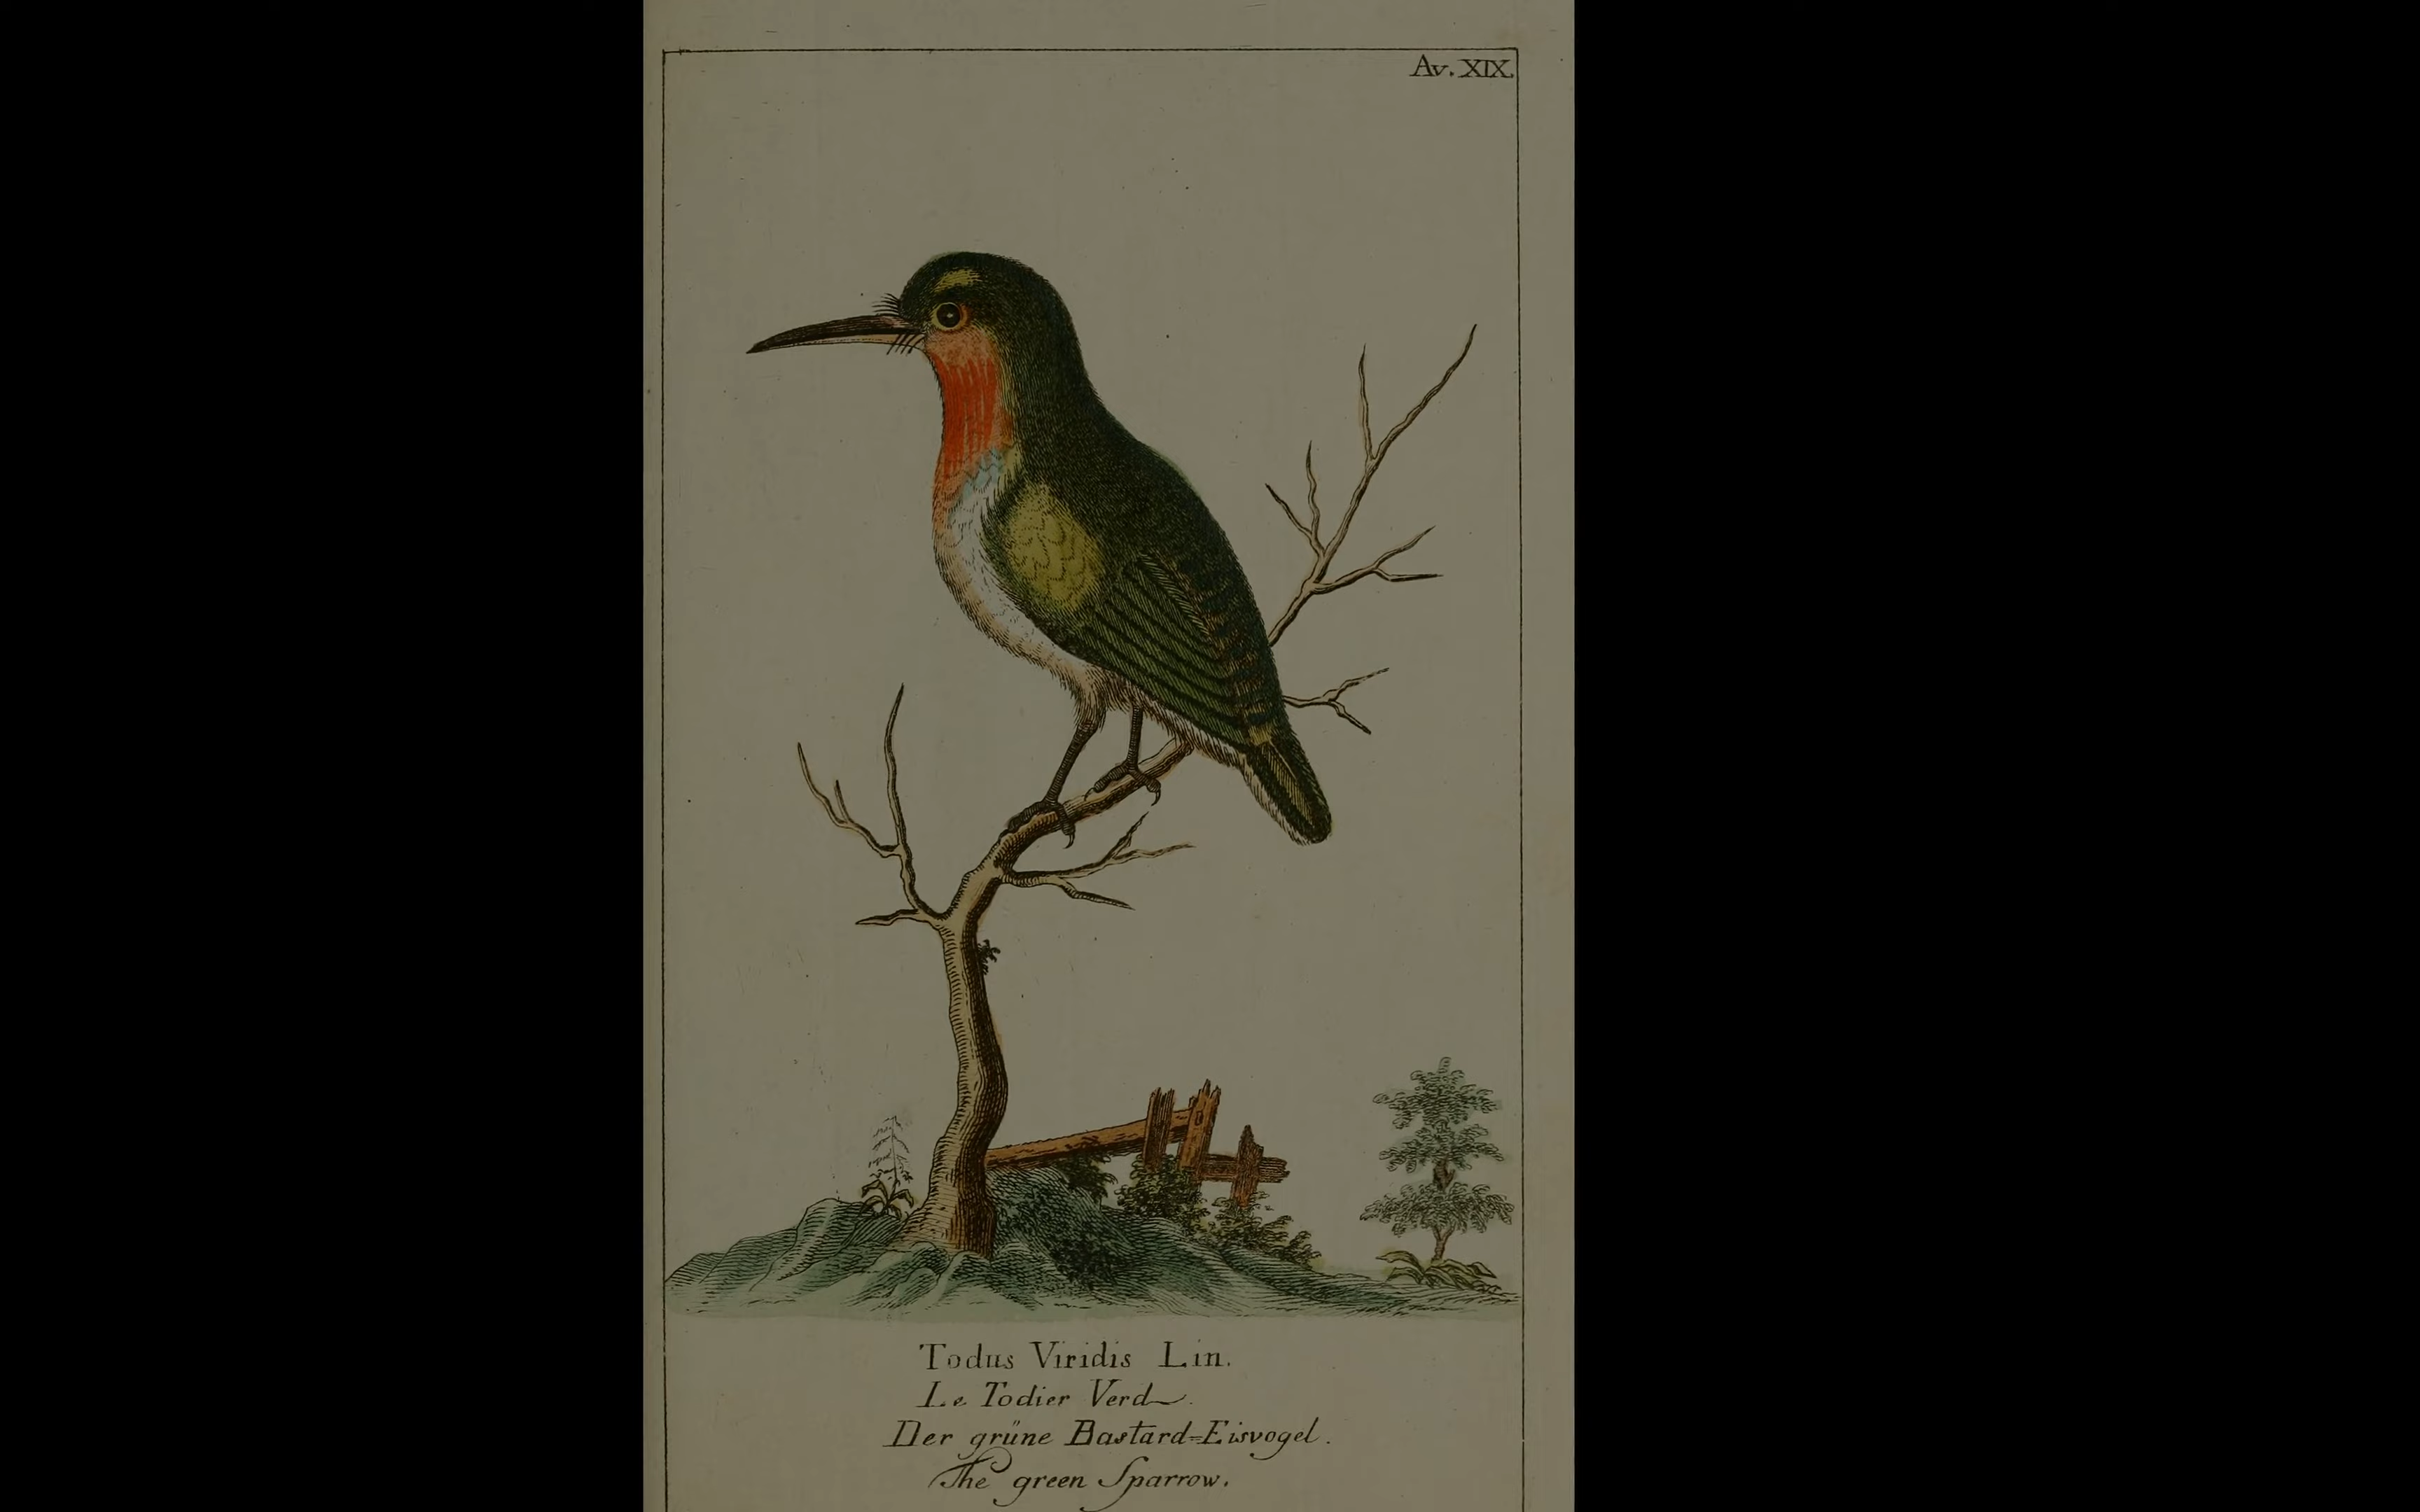 Av. XIX.
Todus Viridis Lin.
Le Todier Verd.
Der grüne Bastard=Eisvogel.
The green Sparrow.